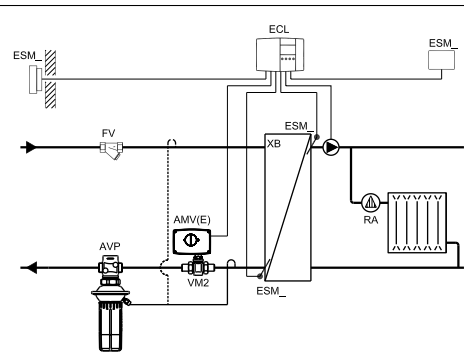 ECL
ESM_
ESM_
FV
ESM_
XB
AMV(E)
RA
AVP
VM2
ESM_